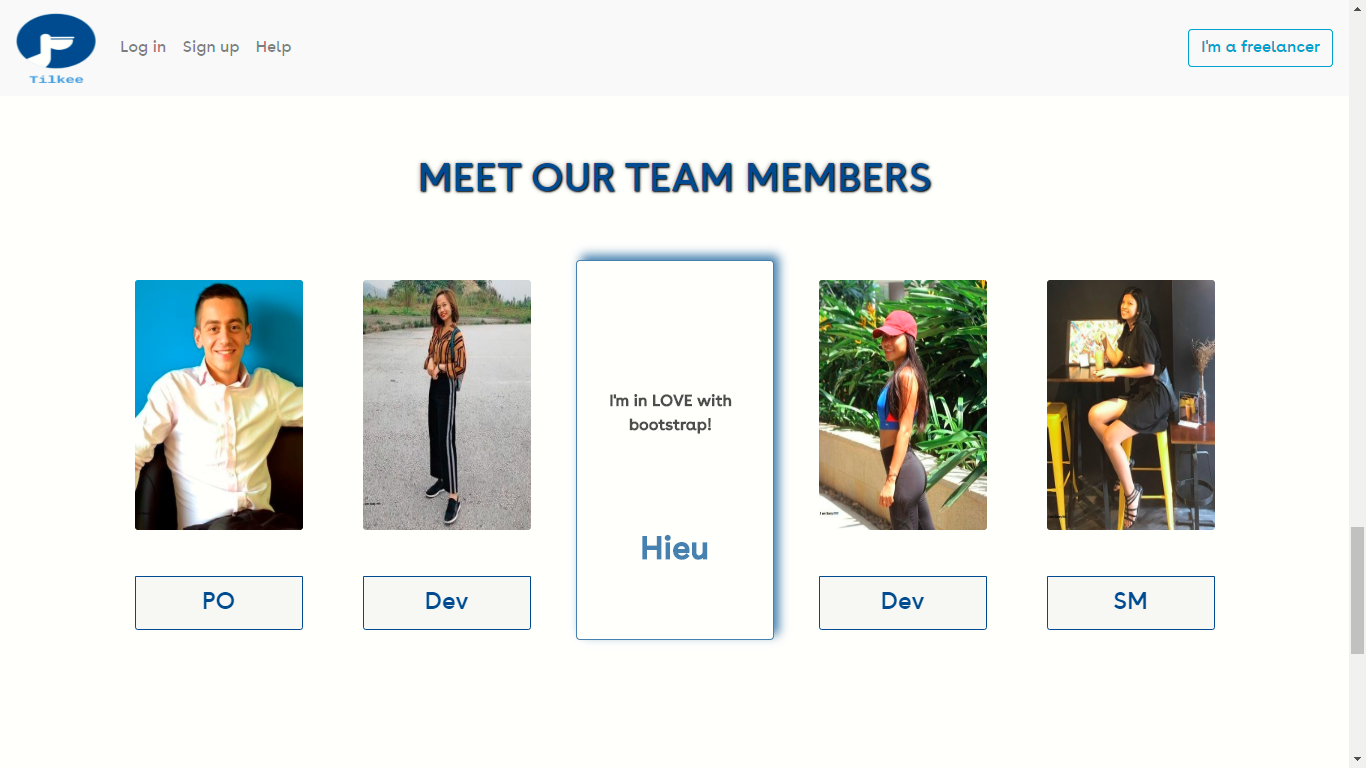 Log in Sign up Help
I'm a freelancer
Tilkee
MEET OUR TEAM MEMBERS
I'm in LOVE with
bootstrap!
Hieu
PO
Dev
Dev
SM